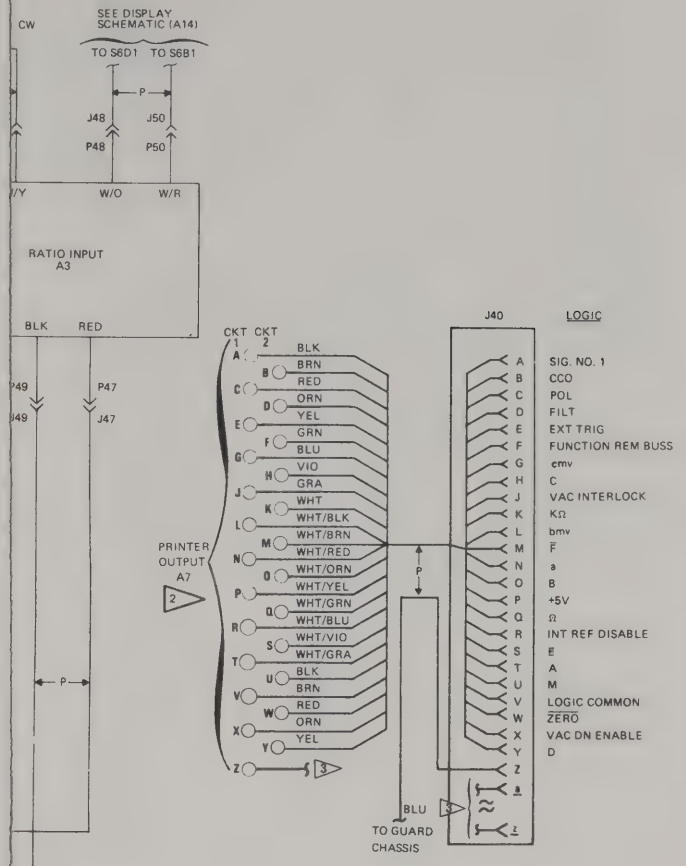 CW
SEE DISPLAY
SCHEMATIC (A14)
TO S6D1 TO S6B1
P
J48 J50
P48 P50
/Y W/O W/R
RATIO INPUT
A3
BLK RED
P49 P47
J49 J47
P
CKT CKT
1 2
A BLK
B BRN
C RED
D ORN
E YEL
F GRN
G BLU
H VIO
J GRA
K WHT
L WHT/BLK
M WHT/BRN
N WHT/RED
O WHT/ORN
P WHT/YEL
Q WHT/GRN
R WHT/BLU
S WHT/VIO
T WHT/GRA
U BLK
V BRN
W RED
X ORN
Y YEL
Z 3
PRINTER
OUTPUT
A7
2
P
BLU 3
TO GUARD
CHASSIS
J40 LOGIC
A SIG. NO. 1
B CCO
C POL
D FILT
E EXT TRIG
F FUNCTION REM BUSS
G emv
H C
J VAC INTERLOCK
K KΩ
L bmv
M F̅
N a
O B
P +5V
Q Ω
R INT REF DISABLE
S E
T A
U M
V LOGIC COMMON
W Z̅E̅R̅O̅
X VAC DN ENABLE
Y D
Z
a
≈
z